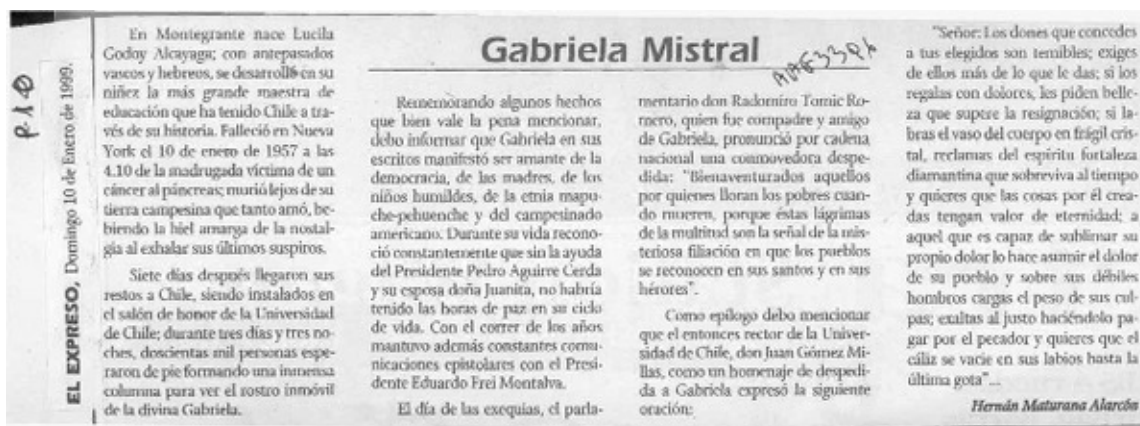 P10
EL EXPRESO, Domingo 10 de Enero de 1999.
Gabriela Mistral
En Montegrante nace Lucila
Godoy Alcayaga; con antepasados
vascos y hebreos, se desarrolló en su
niñez la más grande maestra de
educación que ha tenido Chile a tra-
vés de su historia. Falleció en Nueva
York el 10 de enero de 1957 a las
4.10 de la madrugada víctima de un
cáncer al páncreas; murió lejos de su
tierra campesina que tanto amó, be-
biendo la hiel amarga de la nostal-
gia al exhalar sus últimos suspiros.
Siete días después llegaron sus
restos a Chile, siendo instalados en
el salón de honor de la Universidad
de Chile; durante tres días y tres no-
ches, doscientas mil personas espe-
raron de pie formando una inmensa
columna para ver el rostro inmóvil
de la divina Gabriela.
Rememorando algunos hechos
que bien vale la pena mencionar,
debo informar que Gabriela en sus
escritos manifestó ser amante de la
democracia, de las madres, de los
niños humildes, de la etnia mapu-
che-pehuenche y del campesinado
americano. Durante su vida recono-
ció constantemente que sin la ayuda
del Presidente Pedro Aguirre Cerda
y su esposa doña Juanita, no habría
tenido las horas de paz en su ciclo
de vida. Con el correr de los años
mantuvo además constantes comu-
nicaciones epistolares con el Presi-
dente Eduardo Frei Montalva.
El día de las exequias, el parla-
mentario don Radomiro Tomic Ro-
mero, quien fue compadre y amigo
de Gabriela, pronunció por cadena
nacional una conmovedora despe-
dida: "Bienaventurados aquellos
por quienes lloran los pobres cuan-
do mueren, porque éstas lágrimas
de la multitud son la señal de la mis-
teriosa filiación en que los pueblos
se reconocen en sus santos y en sus
hérores".
Como epílogo debo mencionar
que el entonces rector de la Univer-
sidad de Chile, don Juan Gómez Mi-
llas, como un homenaje de despedi-
da a Gabriela expresó la siguiente
oración:
"Señor: Los dones que concedes
a tus elegidos son temibles; exiges
de ellos más de lo que le das; si los
regalas con dolores, les piden belle-
za que supere la resignación; si la-
bras el vaso del cuerpo en frágil cris-
tal, reclamas del espíritu fortaleza
diamantina que sobreviva al tiempo
y quieres que las cosas por él crea-
das tengan valor de eternidad; a
aquel que es capaz de sublimar su
propio dolor lo hace asumir el dolor
de su pueblo y sobre sus débiles
hombros cargas el peso de sus cul-
pas; exaltas al justo haciéndolo pa-
gar por el pecador y quieres que el
cáliz se vacíe en sus labios hasta la
última gota"...
Hernán Maturana Alarcón